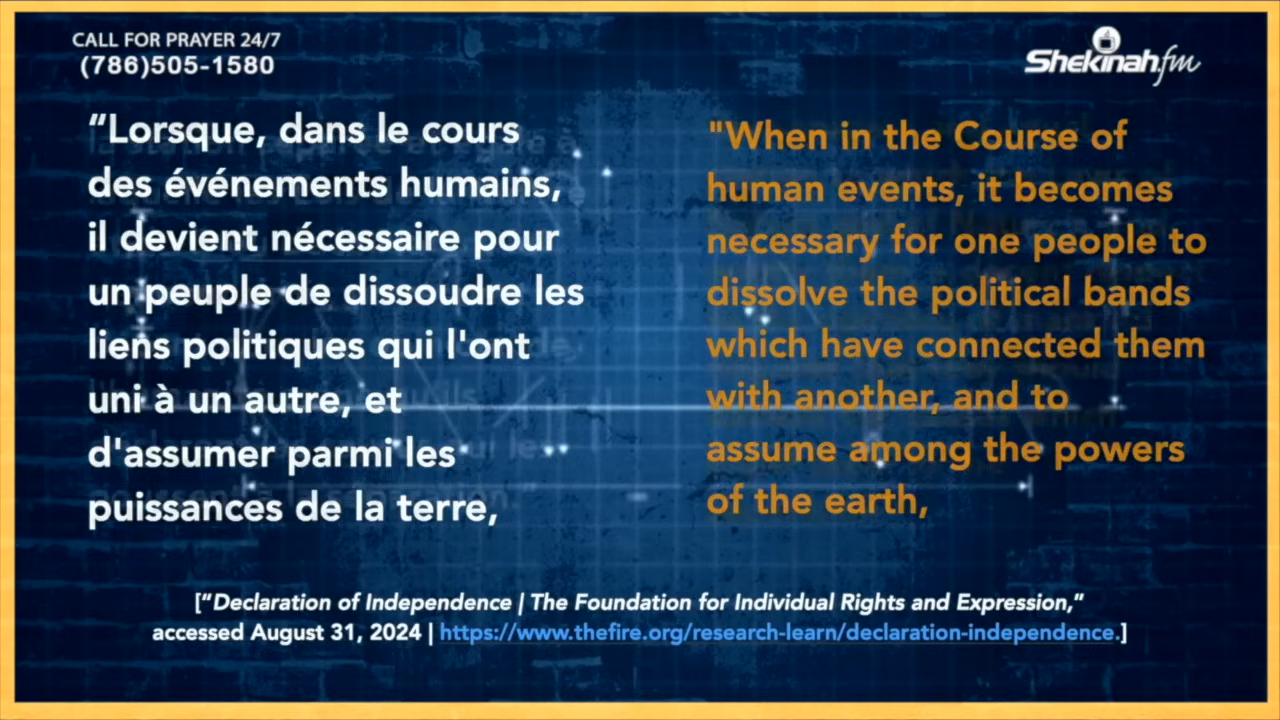 CALL FOR PRAYER 24/7
(786)505-1580
Shekinah.fm
“Lorsque, dans le cours
des événements humains,
il devient nécessaire pour
un peuple de dissoudre les
liens politiques qui l'ont
uni à un autre, et
d'assumer parmi les
puissances de la terre,
"When in the Course of
human events, it becomes
necessary for one people to
dissolve the political bands
which have connected them
with another, and to
assume among the powers
of the earth,
[“Declaration of Independence | The Foundation for Individual Rights and Expression,”
accessed August 31, 2024 | https://www.thefire.org/research-learn/declaration-independence.]